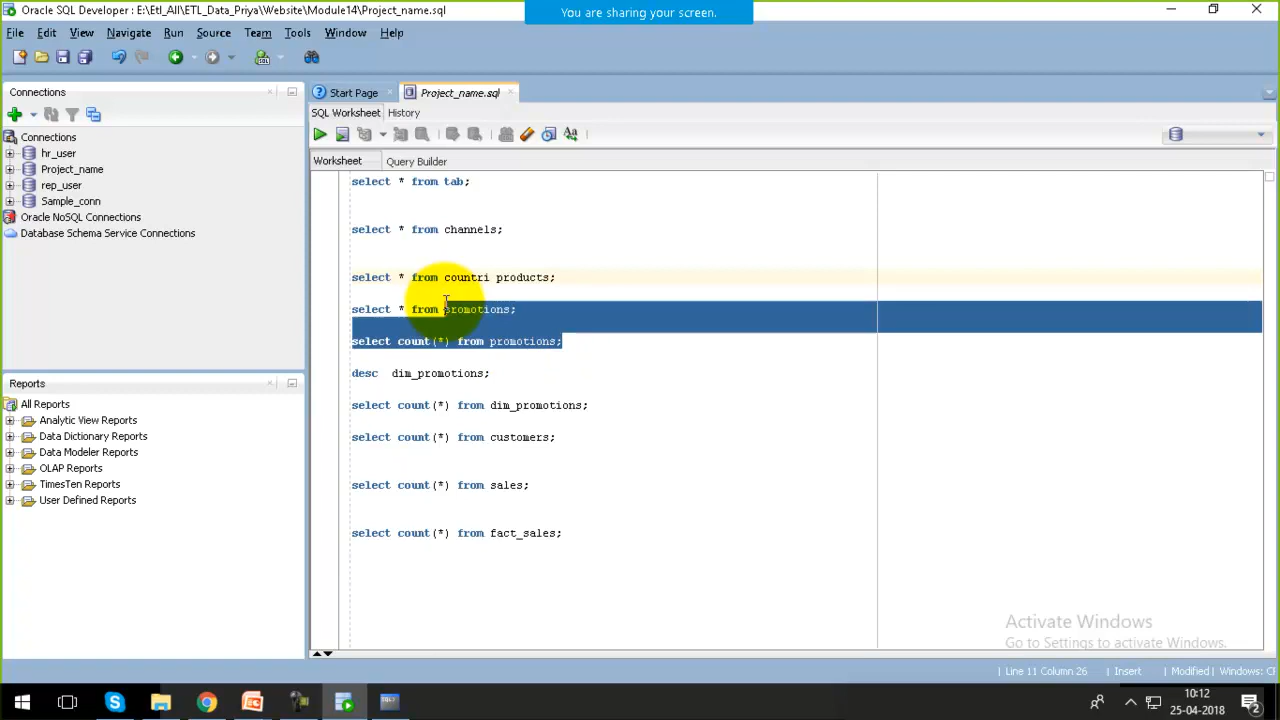 Oracle SQL Developer : E:\Etl_All\ETL_Data_Priya\Website\Module14\Project_name.sql
You are sharing your screen.
File Edit View Navigate Run Source Team Tools Window Help
Connections
Start Page
Project_name.sql
SQL Worksheet History
Worksheet Query Builder
Connections
hr_user
Project_name
rep_user
Sample_conn
Oracle NoSQL Connections
Database Schema Service Connections
select * from tab;
select * from channels;
select * from countri products;
select * from promotions;
select count(*) from promotions;
desc dim_promotions;
select count(*) from dim_promotions;
select count(*) from customers;
select count(*) from sales;
select count(*) from fact_sales;
Reports
All Reports
Analytic View Reports
Data Dictionary Reports
Data Modeler Reports
OLAP Reports
TimesTen Reports
User Defined Reports
Activate Windows
Go to Settings to activate Windows.
Line 11 Column 26 Insert Modified Windows: Cl
10:12
25-04-2018
2